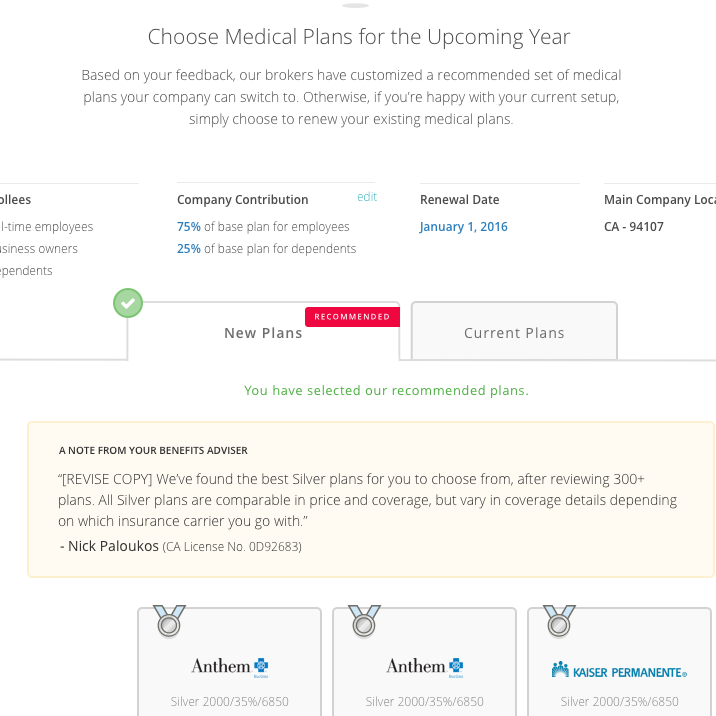 Choose Medical Plans for the Upcoming Year
Based on your feedback, our brokers have customized a recommended set of medical
plans your company can switch to. Otherwise, if you're happy with your current setup,
simply choose to renew your existing medical plans.
ollees
l-time employees
usiness owners
ependents
Company Contribution edit
75% of base plan for employees
25% of base plan for dependents
Renewal Date
January 1, 2016
Main Company Loca
CA - 94107
RECOMMENDED
New Plans
Current Plans
You have selected our recommended plans.
A NOTE FROM YOUR BENEFITS ADVISER
“[REVISE COPY] We’ve found the best Silver plans for you to choose from, after reviewing 300+
plans. All Silver plans are comparable in price and coverage, but vary in coverage details depending
on which insurance carrier you go with.”
- Nick Paloukos (CA License No. 0D92683)
Anthem
Silver 2000/35%/6850
Anthem
Silver 2000/35%/6850
KAISER PERMANENTE®
Silver 2000/35%/6850